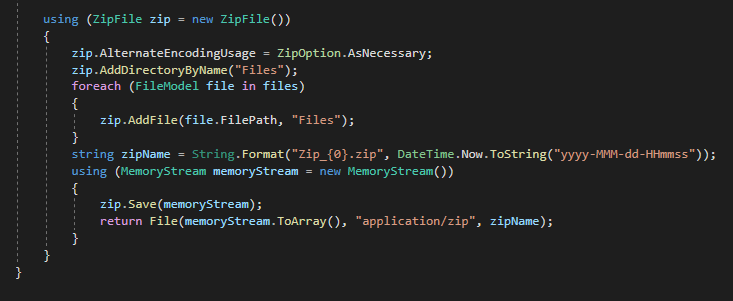 using (ZipFile zip = new ZipFile())
{
zip.AlternateEncodingUsage = ZipOption.AsNecessary;
zip.AddDirectoryByName("Files");
foreach (FileModel file in files)
{
zip.AddFile(file.FilePath, "Files");
}
string zipName = String.Format("Zip_{0}.zip", DateTime.Now.ToString("yyyy-MMM-dd-HHmmss"));
using (MemoryStream memoryStream = new MemoryStream())
{
zip.Save(memoryStream);
return File(memoryStream.ToArray(), "application/zip", zipName);
}
}
}